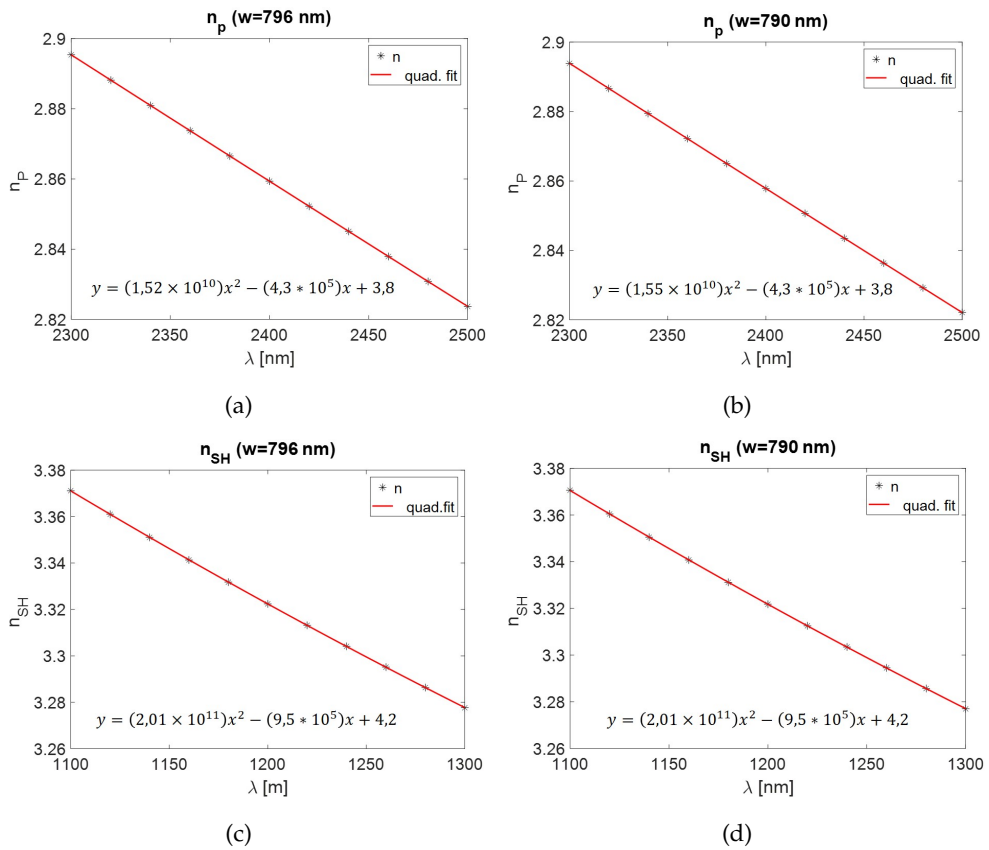 n_p (w=796 nm)
2.9
2.88
2.86
2.84
2.82
n_P
* n
quad. fit
y = (1,52 × 10^10)x^2 − (4,3 * 10^5)x + 3,8
2300 2350 2400 2450 2500
λ [nm]
(a)
n_p (w=790 nm)
2.9
2.88
2.86
2.84
2.82
n_P
* n
quad. fit
y = (1,55 × 10^10)x^2 − (4,3 * 10^5)x + 3,8
2300 2350 2400 2450 2500
λ [nm]
(b)
n_SH (w=796 nm)
3.38
3.36
3.34
3.32
3.3
3.28
3.26
n_SH
* n
quad.fit
y = (2,01 × 10^11)x^2 − (9,5 * 10^5)x + 4,2
1100 1150 1200 1250 1300
λ [m]
(c)
n_SH (w=790 nm)
3.38
3.36
3.34
3.32
3.3
3.28
3.26
n_SH
* n
quad. fit
y = (2,01 × 10^11)x^2 − (9,5 * 10^5)x + 4,2
1100 1150 1200 1250 1300
λ [nm]
(d)